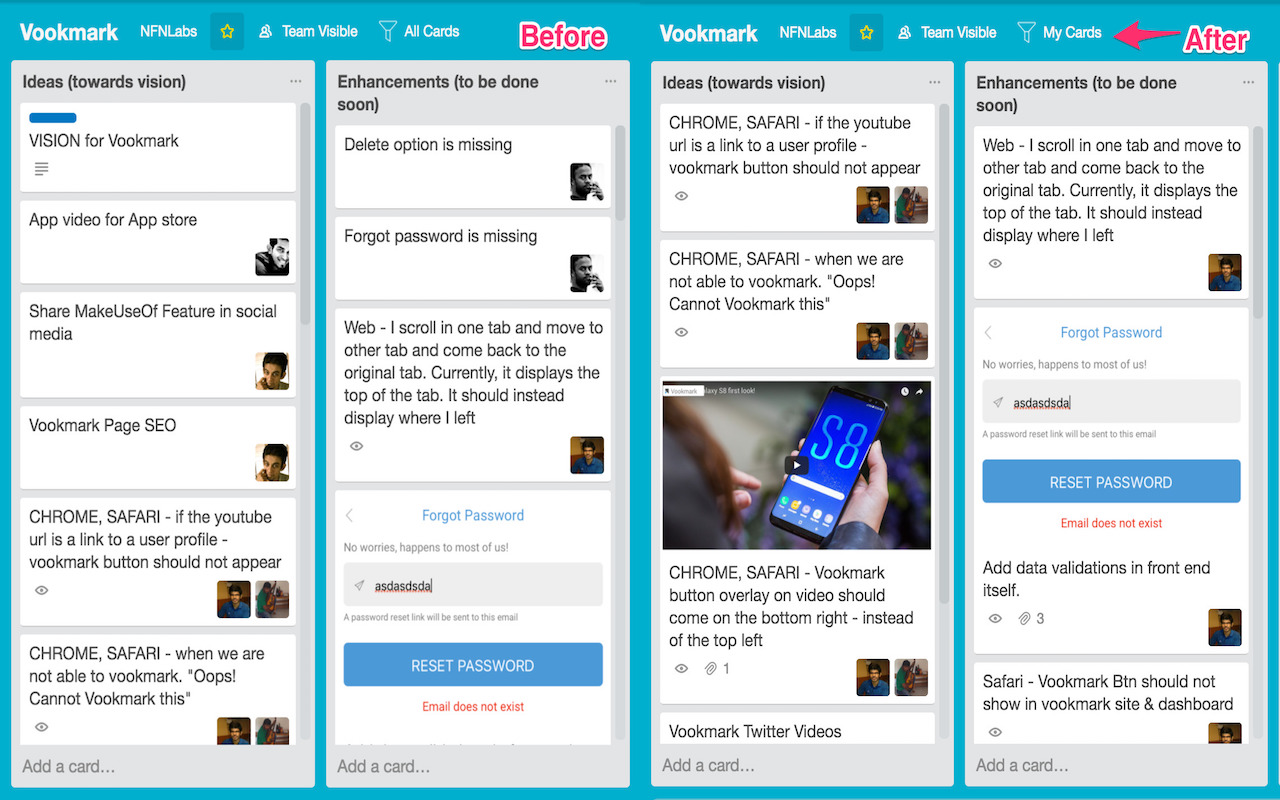 Vookmark NFNLabs Team Visible All Cards Before
Ideas (towards vision)
VISION for Vookmark
App video for App store
Share MakeUseOf Feature in social
media
Vookmark Page SEO
CHROME, SAFARI - if the youtube
url is a link to a user profile -
vookmark button should not appear
CHROME, SAFARI - when we are
not able to vookmark. "Oops!
Cannot Vookmark this"
Add a card...
Enhancements (to be done
soon)
Delete option is missing
Forgot password is missing
Web - I scroll in one tab and move to
other tab and come back to the
original tab. Currently, it displays the
top of the tab. It should instead
display where I left
Forgot Password
No worries, happens to most of us!
asdasdsda
A password reset link will be sent to this email
RESET PASSWORD
Email does not exist
Add a card...
Vookmark NFNLabs Team Visible My Cards After
Ideas (towards vision)
CHROME, SAFARI - if the youtube
url is a link to a user profile -
vookmark button should not appear
CHROME, SAFARI - when we are
not able to vookmark. "Oops!
Cannot Vookmark this"
Vookmark alaxy S8 first look!
S8
CHROME, SAFARI - Vookmark
button overlay on video should
come on the bottom right - instead
of the top left
1
Vookmark Twitter Videos
Add a card...
Enhancements (to be done
soon)
Web - I scroll in one tab and move to
other tab and come back to the
original tab. Currently, it displays the
top of the tab. It should instead
display where I left
Forgot Password
No worries, happens to most of us!
asdasdsda
A password reset link will be sent to this email
RESET PASSWORD
Email does not exist
Add data validations in front end
itself.
3
Safari - Vookmark Btn should not
show in vookmark site & dashboard
Add a card...